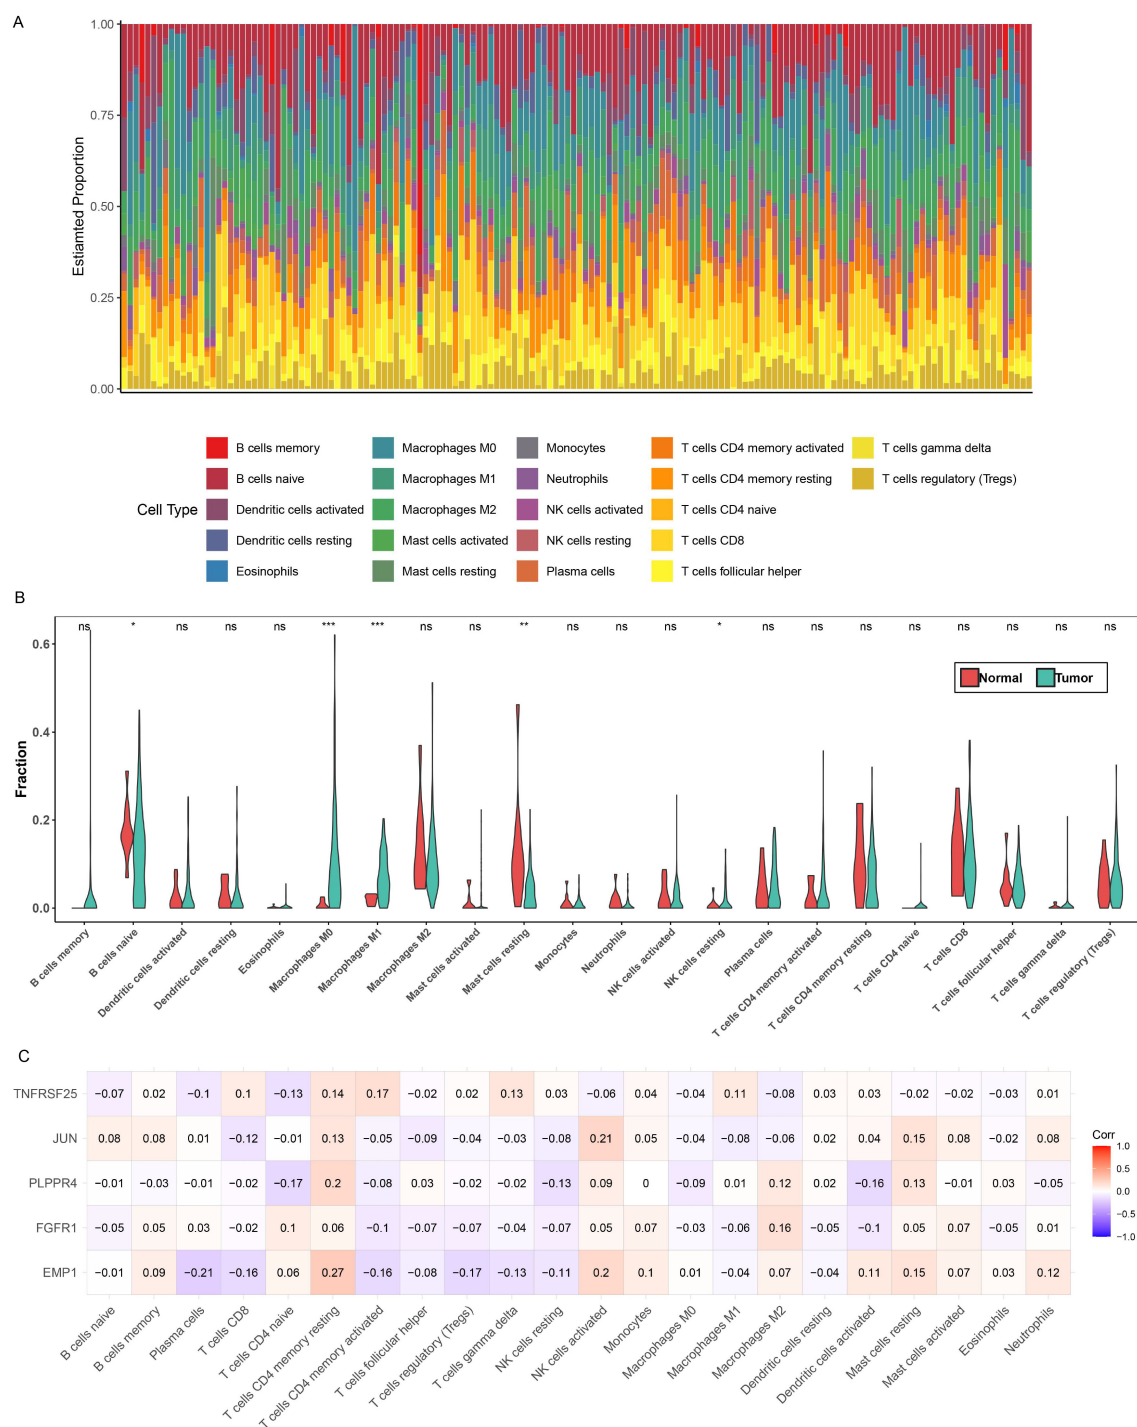 A
1.00
0.75
0.50
0.25
0.00
Estiamted Proportion
Cell Type
B cells memory
B cells naive
Dendritic cells activated
Dendritic cells resting
Eosinophils
Macrophages M0
Macrophages M1
Macrophages M2
Mast cells activated
Mast cells resting
Monocytes
Neutrophils
NK cells activated
NK cells resting
Plasma cells
T cells CD4 memory activated
T cells CD4 memory resting
T cells CD4 naive
T cells CD8
T cells follicular helper
T cells gamma delta
T cells regulatory (Tregs)
B
ns * ns ns ns *** *** ns ns ** ns ns ns * ns ns ns ns ns ns ns ns
0.6
0.4
0.2
0.0
Fraction
Normal Tumor
B cells memory
B cells naive
Dendritic cells activated
Dendritic cells resting
Eosinophils
Macrophages M0
Macrophages M1
Macrophages M2
Mast cells activated
Mast cells resting
Monocytes
Neutrophils
NK cells activated
NK cells resting
Plasma cells
T cells CD4 memory activated
T cells CD4 memory resting
T cells CD4 naive
T cells CD8
T cells follicular helper
T cells gamma delta
T cells regulatory (Tregs)
C
TNFRSF25 −0.07 0.02 −0.1 0.1 −0.13 0.14 0.17 −0.02 0.02 0.13 0.03 −0.06 0.04 −0.04 0.11 −0.08 0.03 0.03 −0.02 −0.02 −0.03 0.01
JUN 0.08 0.08 0.01 −0.12 −0.01 0.13 −0.05 −0.09 −0.04 −0.03 −0.08 0.21 0.05 −0.04 −0.08 −0.06 0.02 0.04 0.15 0.08 −0.02 0.08
PLPPR4 −0.01 −0.03 −0.01 −0.02 −0.17 0.2 −0.08 0.03 −0.02 −0.02 −0.13 0.09 0 −0.09 0.01 0.12 0.02 −0.16 0.13 −0.01 0.03 −0.05
FGFR1 −0.05 0.05 0.03 −0.02 0.1 0.06 −0.1 −0.07 −0.07 −0.04 −0.07 0.05 0.07 −0.03 −0.06 0.16 −0.05 −0.1 0.05 0.07 −0.05 0.01
EMP1 −0.01 0.09 −0.21 −0.16 0.06 0.27 −0.16 −0.08 −0.17 −0.13 −0.11 0.2 0.1 0.01 −0.04 0.07 −0.04 0.11 0.15 0.07 0.03 0.12
B cells naive
B cells memory
Plasma cells
T cells CD8
T cells CD4 naive
T cells CD4 memory resting
T cells CD4 memory activated
T cells follicular helper
T cells regulatory (Tregs)
T cells gamma delta
NK cells resting
NK cells activated
Monocytes
Macrophages M0
Macrophages M1
Macrophages M2
Dendritic cells resting
Dendritic cells activated
Mast cells resting
Mast cells activated
Eosinophils
Neutrophils
Corr
1.0
0.5
0.0
−0.5
−1.0